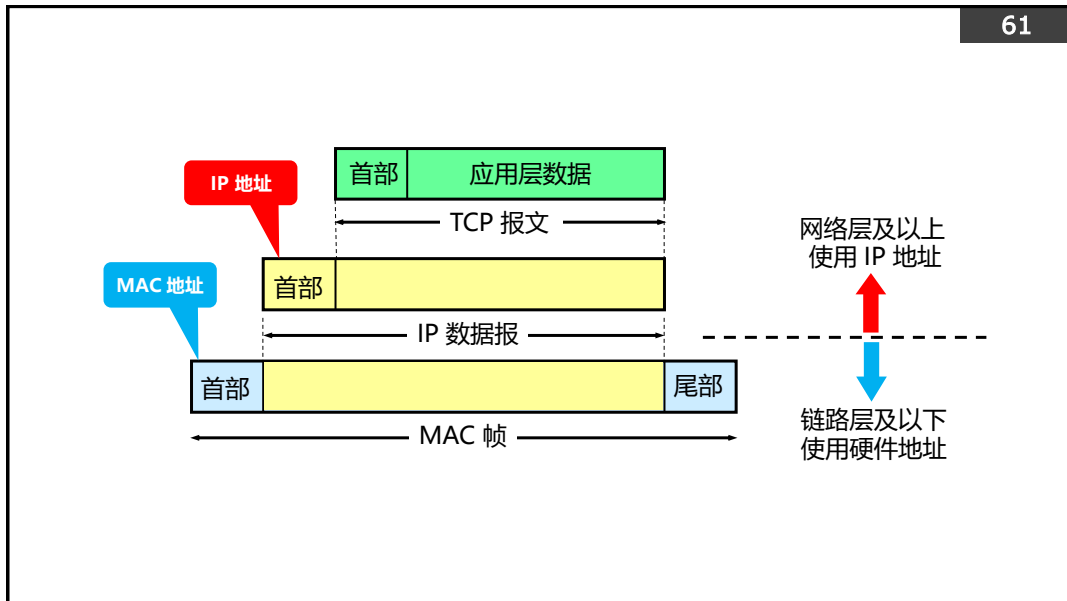 61
首部 应用层数据
IP 地址
TCP 报文
网络层及以上
使用 IP 地址
MAC 地址
首部
IP 数据报
首部
尾部
MAC 帧
链路层及以下
使用硬件地址